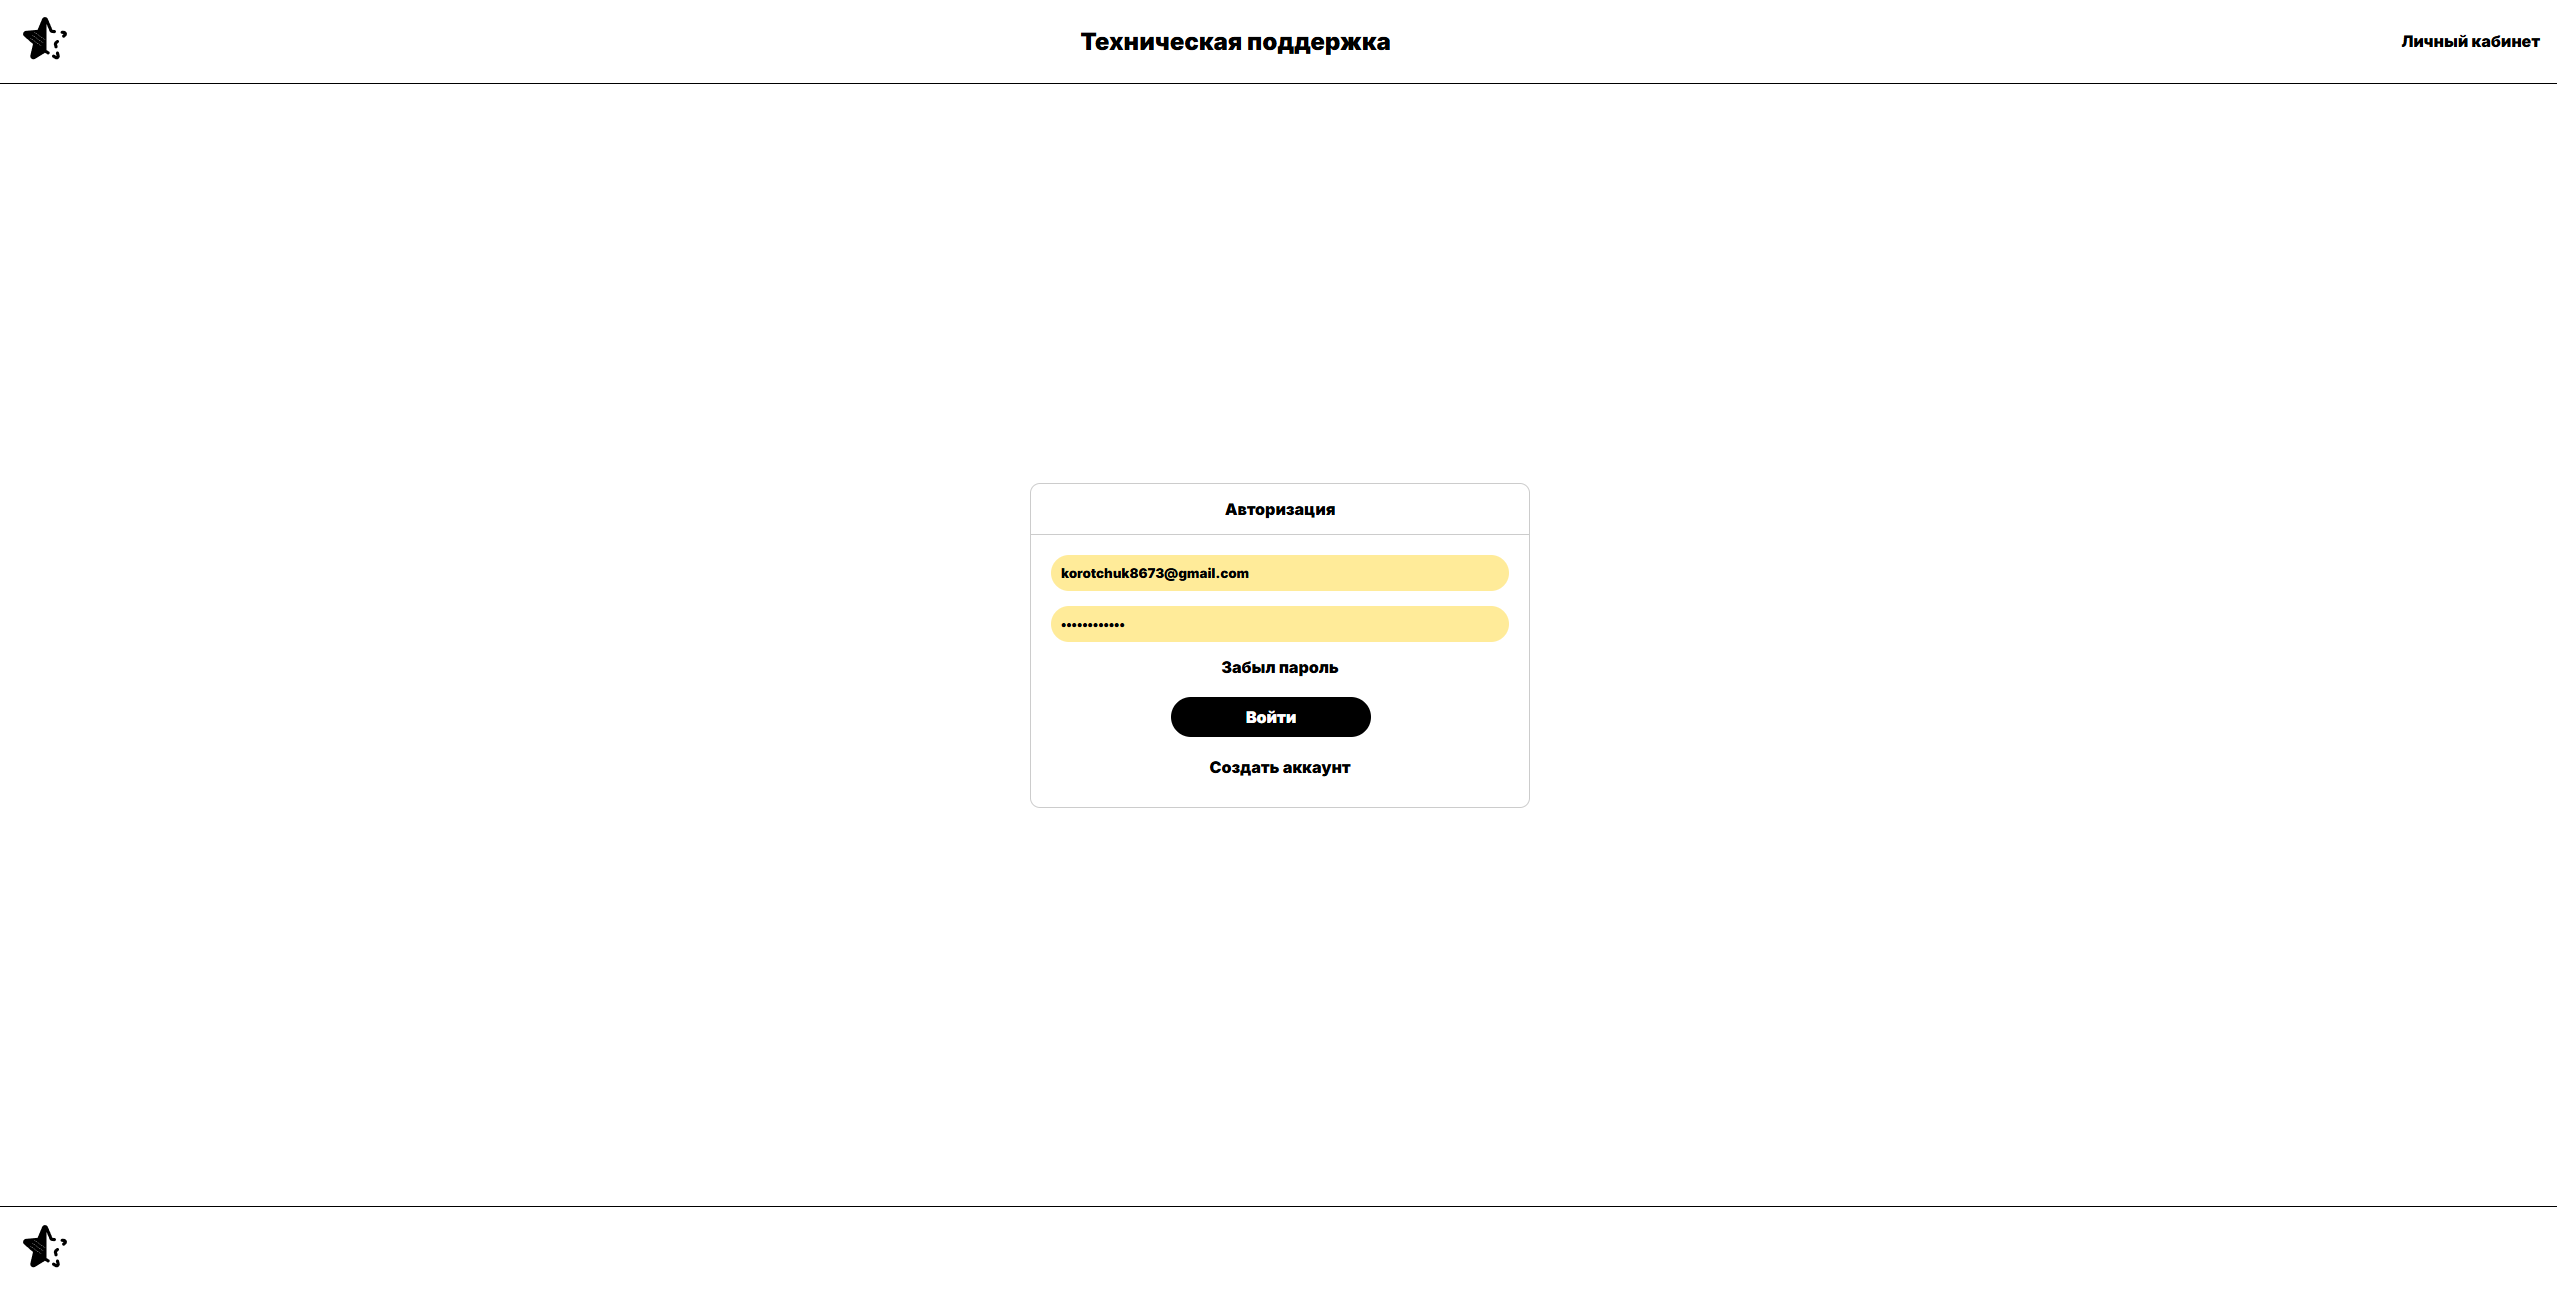 Техническая поддержка
Личный кабинет
Авторизация
korotchuk8673@gmail.com
••••••••••••
Забыл пароль
Войти
Создать аккаунт